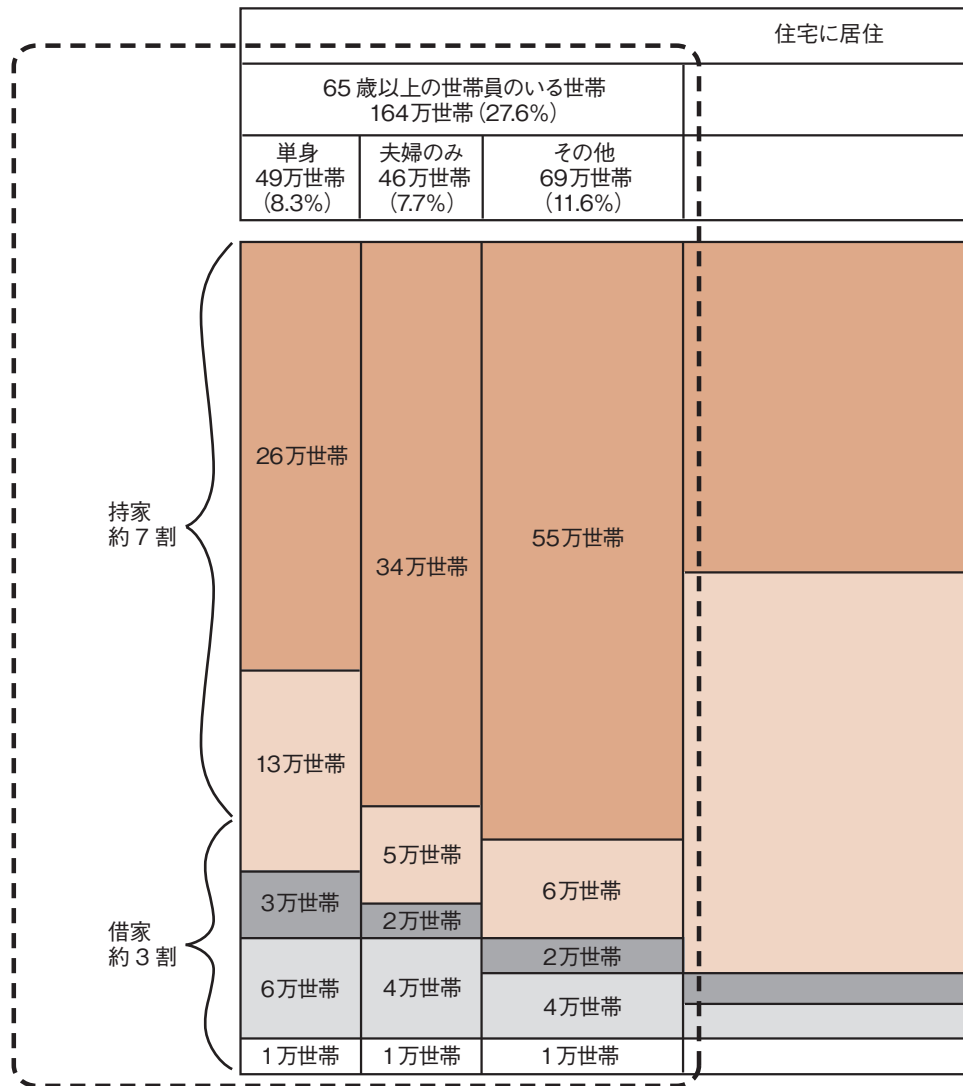 住宅に居住
65歳以上の世帯員のいる世帯
164万世帯(27.6%)
単身
49万世帯
(8.3%)
夫婦のみ
46万世帯
(7.7%)
その他
69万世帯
(11.6%)
持家
約7割
借家
約3割
26万世帯
13万世帯
3万世帯
6万世帯
1万世帯
34万世帯
5万世帯
2万世帯
4万世帯
1万世帯
55万世帯
6万世帯
2万世帯
4万世帯
1万世帯